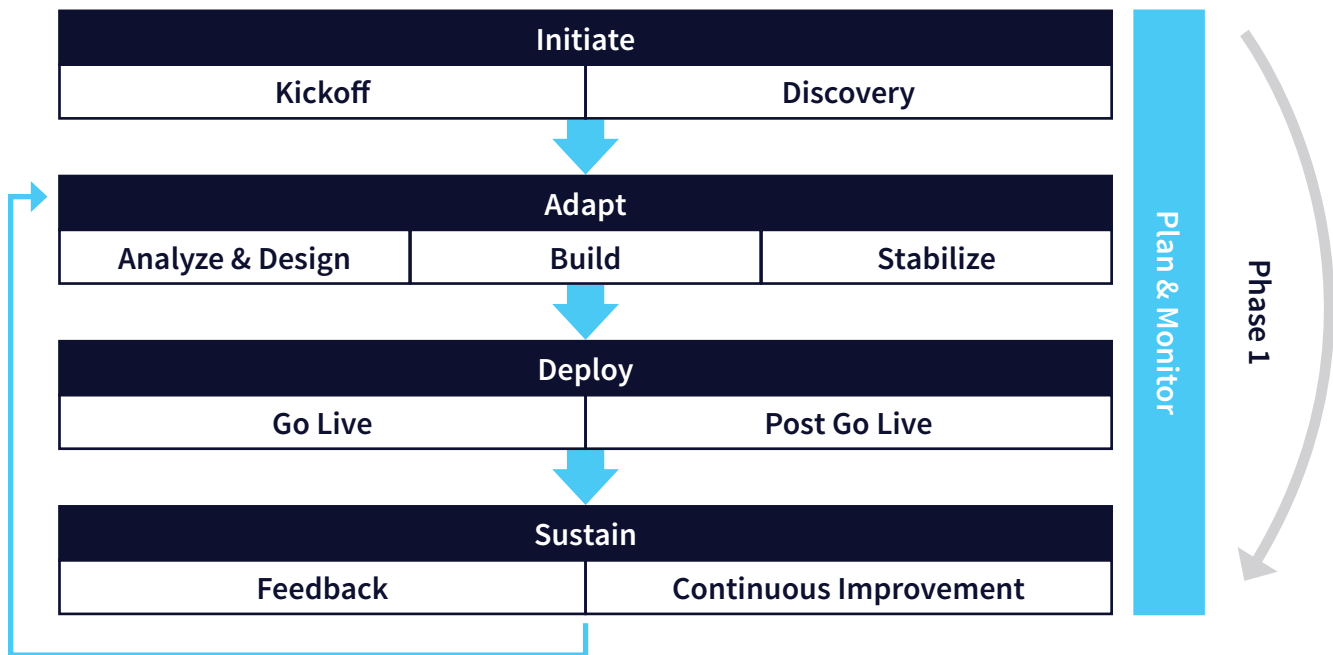 Initiate
Kickoff
Discovery
Adapt
Analyze & Design
Build
Stabilize
Deploy
Go Live
Post Go Live
Sustain
Feedback
Continuous Improvement
Plan & Monitor
Phase 1